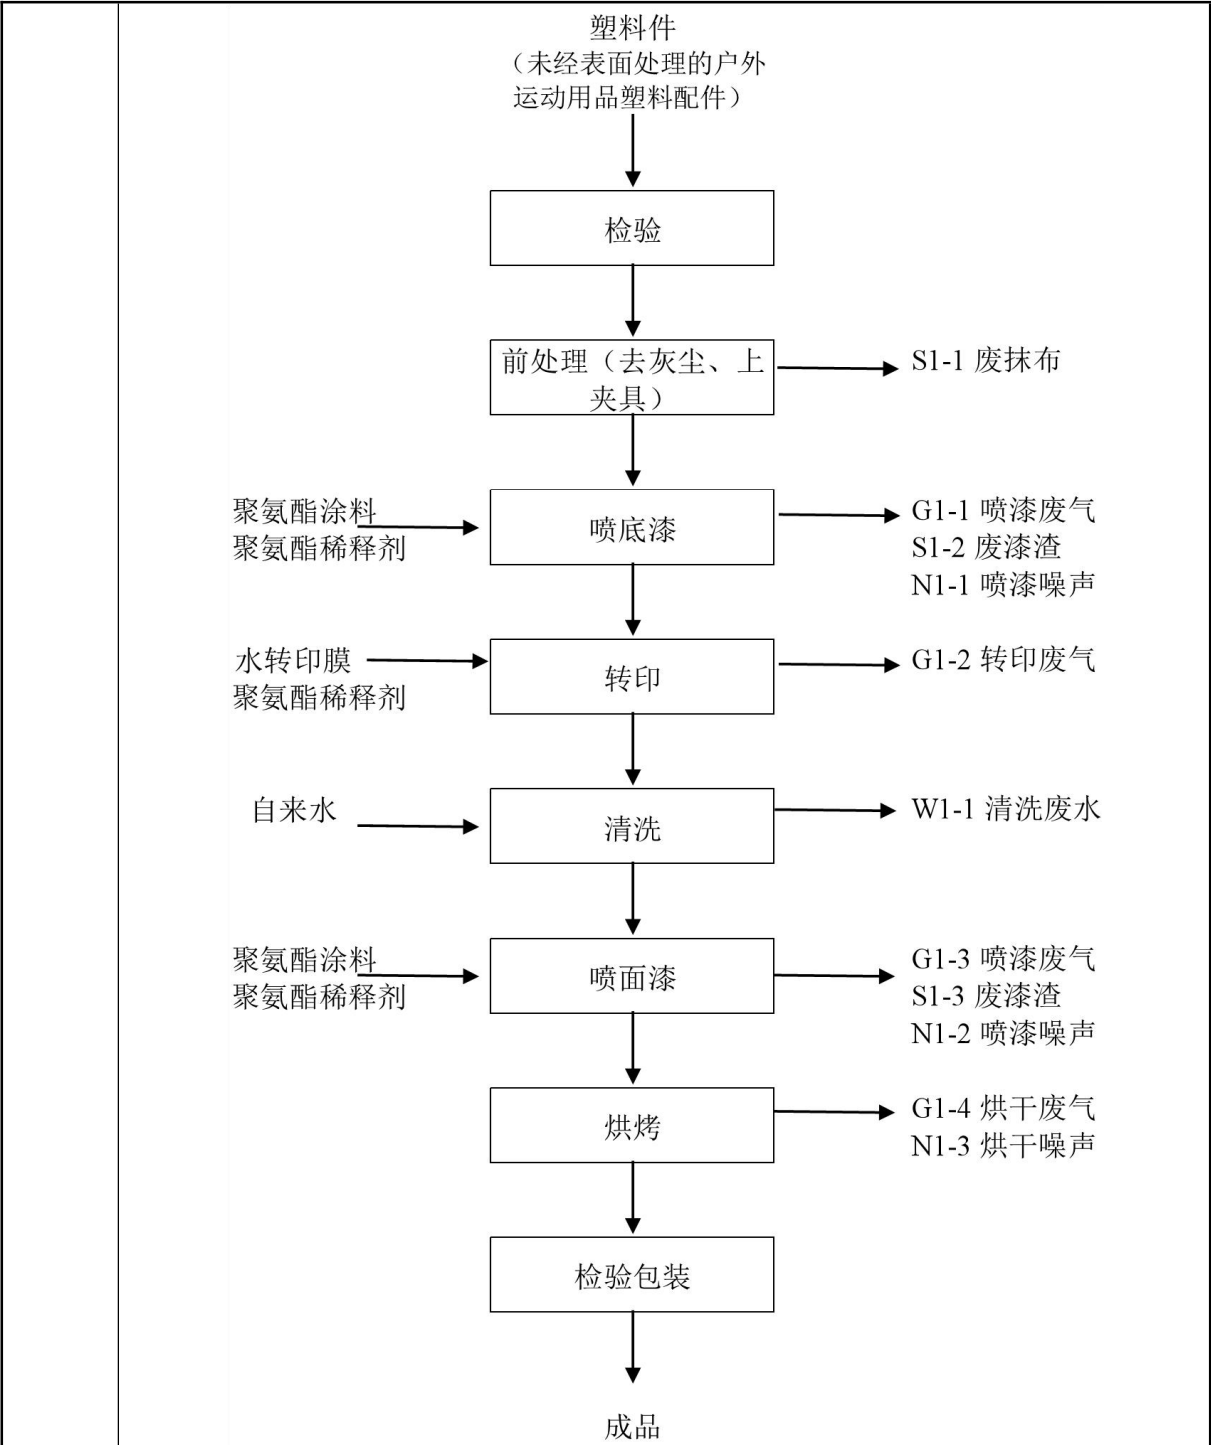 塑料件
（未经表面处理的户外
运动用品塑料配件）
检验
前处理（去灰尘、上
夹具）
S1-1 废抹布
聚氨酯涂料
聚氨酯稀释剂
喷底漆
G1-1 喷漆废气
S1-2 废漆渣
N1-1 喷漆噪声
水转印膜
聚氨酯稀释剂
转印
G1-2 转印废气
自来水
清洗
W1-1 清洗废水
聚氨酯涂料
聚氨酯稀释剂
喷面漆
G1-3 喷漆废气
S1-3 废漆渣
N1-2 喷漆噪声
烘烤
G1-4 烘干废气
N1-3 烘干噪声
检验包装
成品